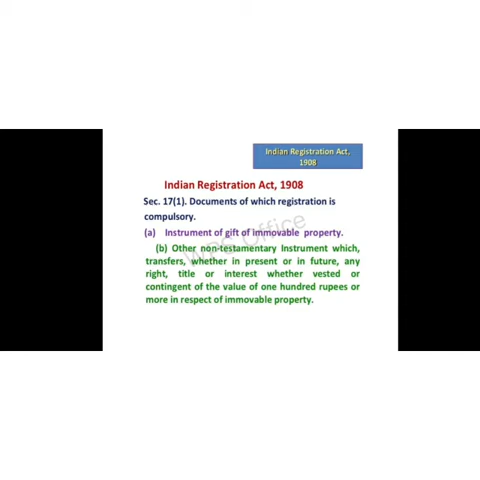 Indian Registration Act,
1908
Indian Registration Act, 1908
Sec. 17(1). Documents of which registration is
compulsory.
(a) Instrument of gift of immovable property.
(b) Other non-testamentary Instrument which,
transfers, whether in present or in future, any
right, title or interest whether vested or
contingent of the value of one hundred rupees or
more in respect of immovable property.
WPS Office